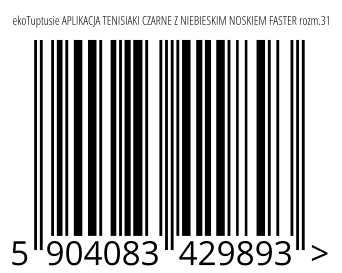 ekoTuptusie APLIKACJA TENISIAKI CZARNE Z NIEBIESKIM NOSKIEM FASTER rozm.31
5 904083 429893 >